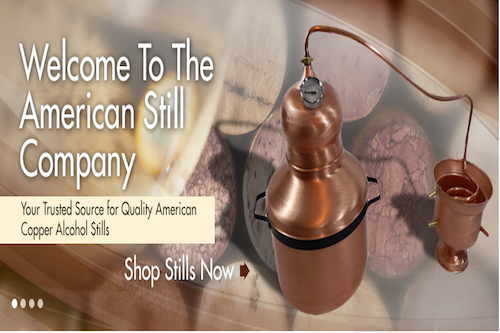 Welcome To The
American Still
Company
Your Trusted Source for Quality American
Copper Alcohol Stills
Shop Stills Now